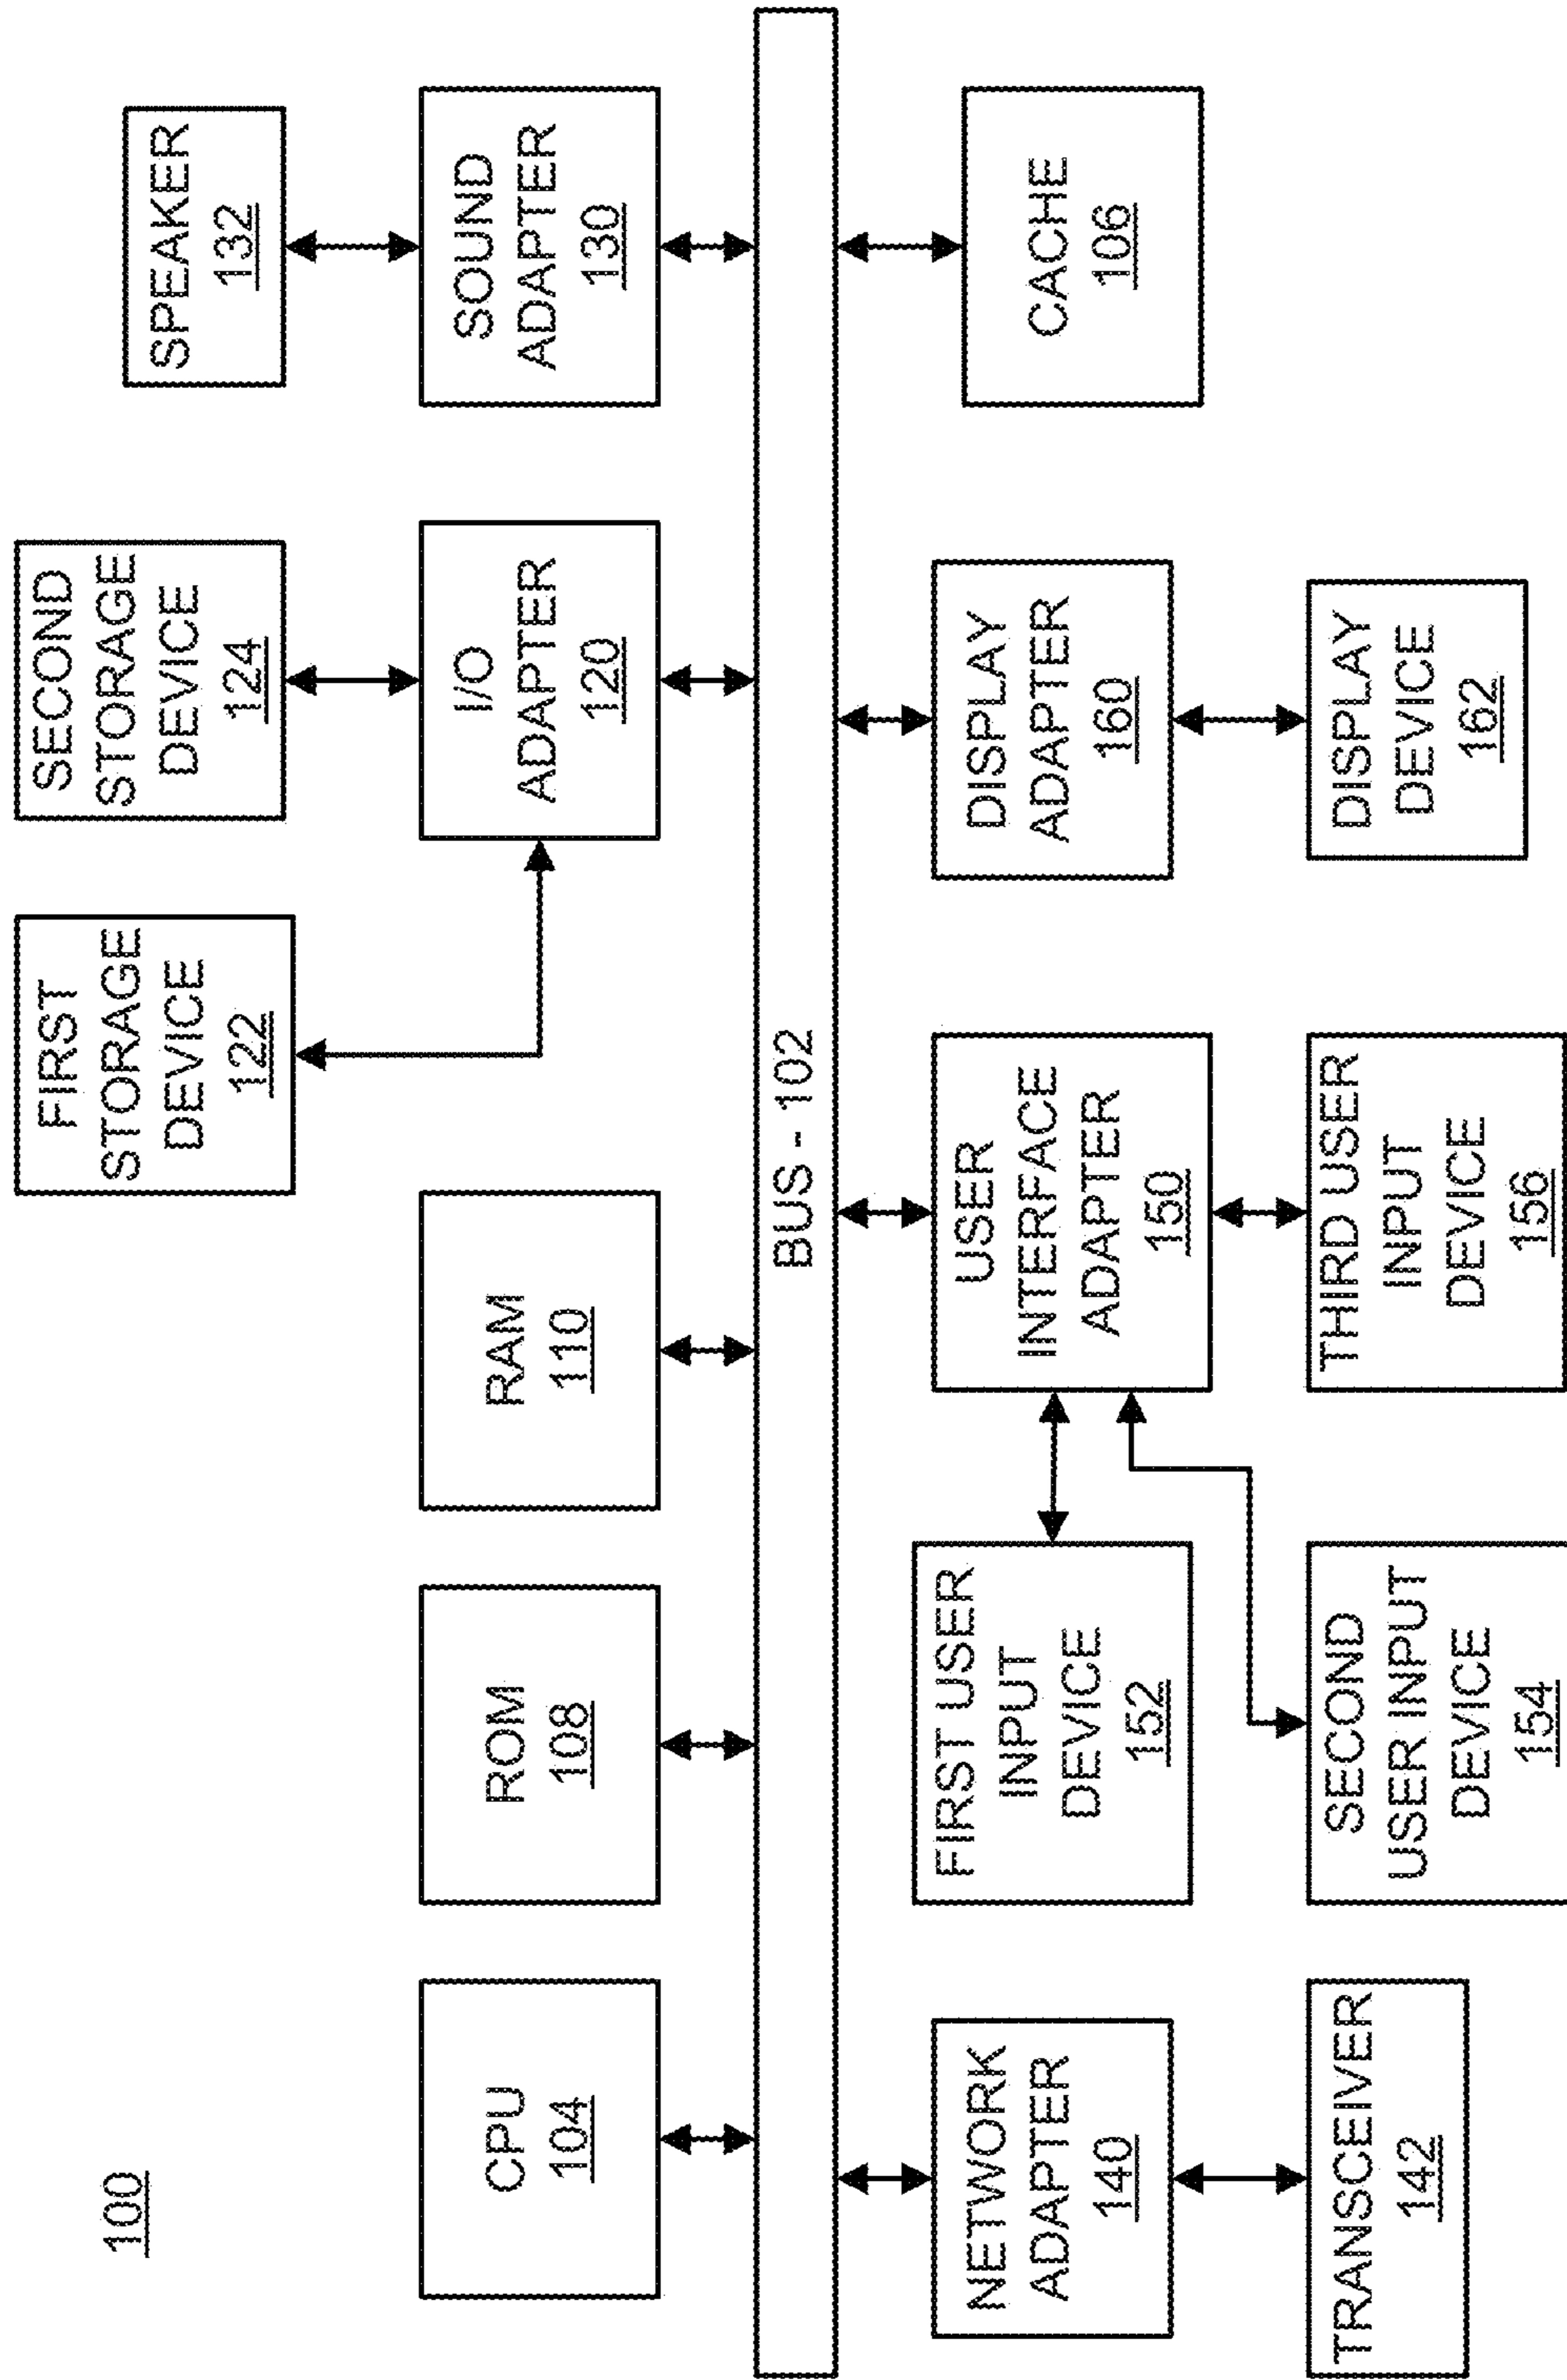 100
FIRST
STORAGE
DEVICE
122
SECOND
STORAGE
DEVICE
124
SPEAKER
132
CPU
104
ROM
108
RAM
110
I/O
ADAPTER
120
SOUND
ADAPTER
130
BUS - 102
NETWORK
ADAPTER
140
FIRST USER
INPUT
DEVICE
152
USER
INTERFACE
ADAPTER
150
DISPLAY
ADAPTER
160
CACHE
106
TRANSCEIVER
142
SECOND
USER INPUT
DEVICE
154
THIRD USER
INPUT
DEVICE
156
DISPLAY
DEVICE
162